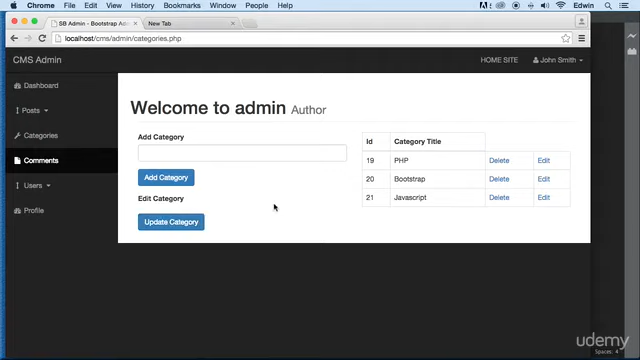 Chrome File Edit View History Bookmarks Window People Help Edwin
SB Admin - Bootstrap Adm
New Tab
localhost/cms/admin/categories.php
CMS Admin HOME SITE John Smith
Dashboard
Posts
Categories
Comments
Users
Profile
Welcome to admin Author
Add Category
Add Category
Edit Category
Update Category
Id Category Title
19 PHP Delete Edit
20 Bootstrap Delete Edit
21 Javascript Delete Edit
udemy
Spaces: 4